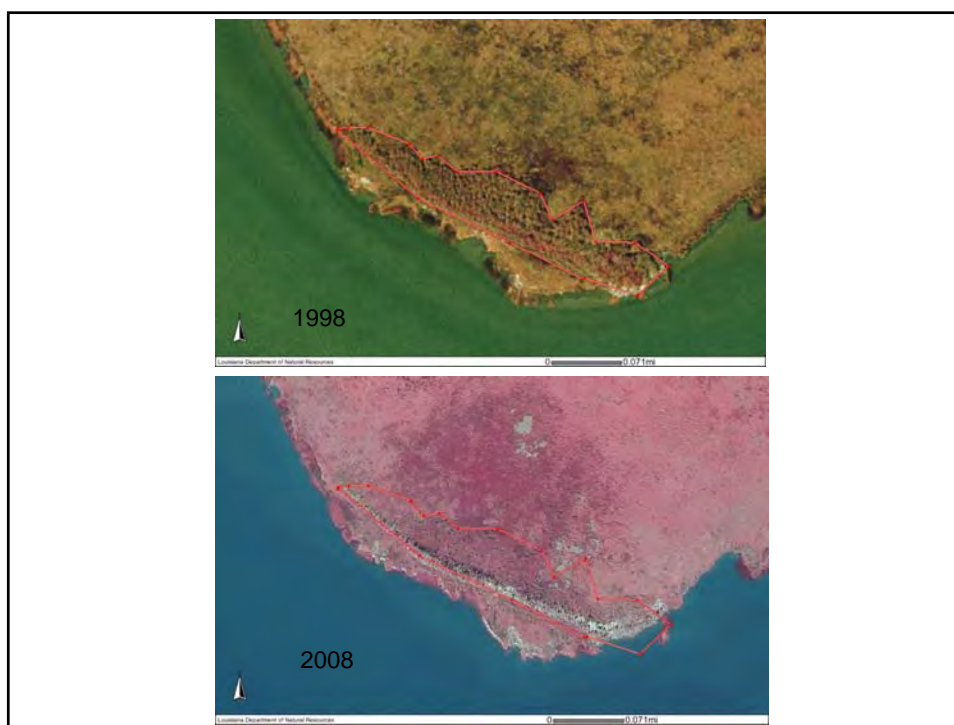 1998
Louisiana Department of Natural Resources
0 0.071mi
2008
Louisiana Department of Natural Resources
0 0.071mi